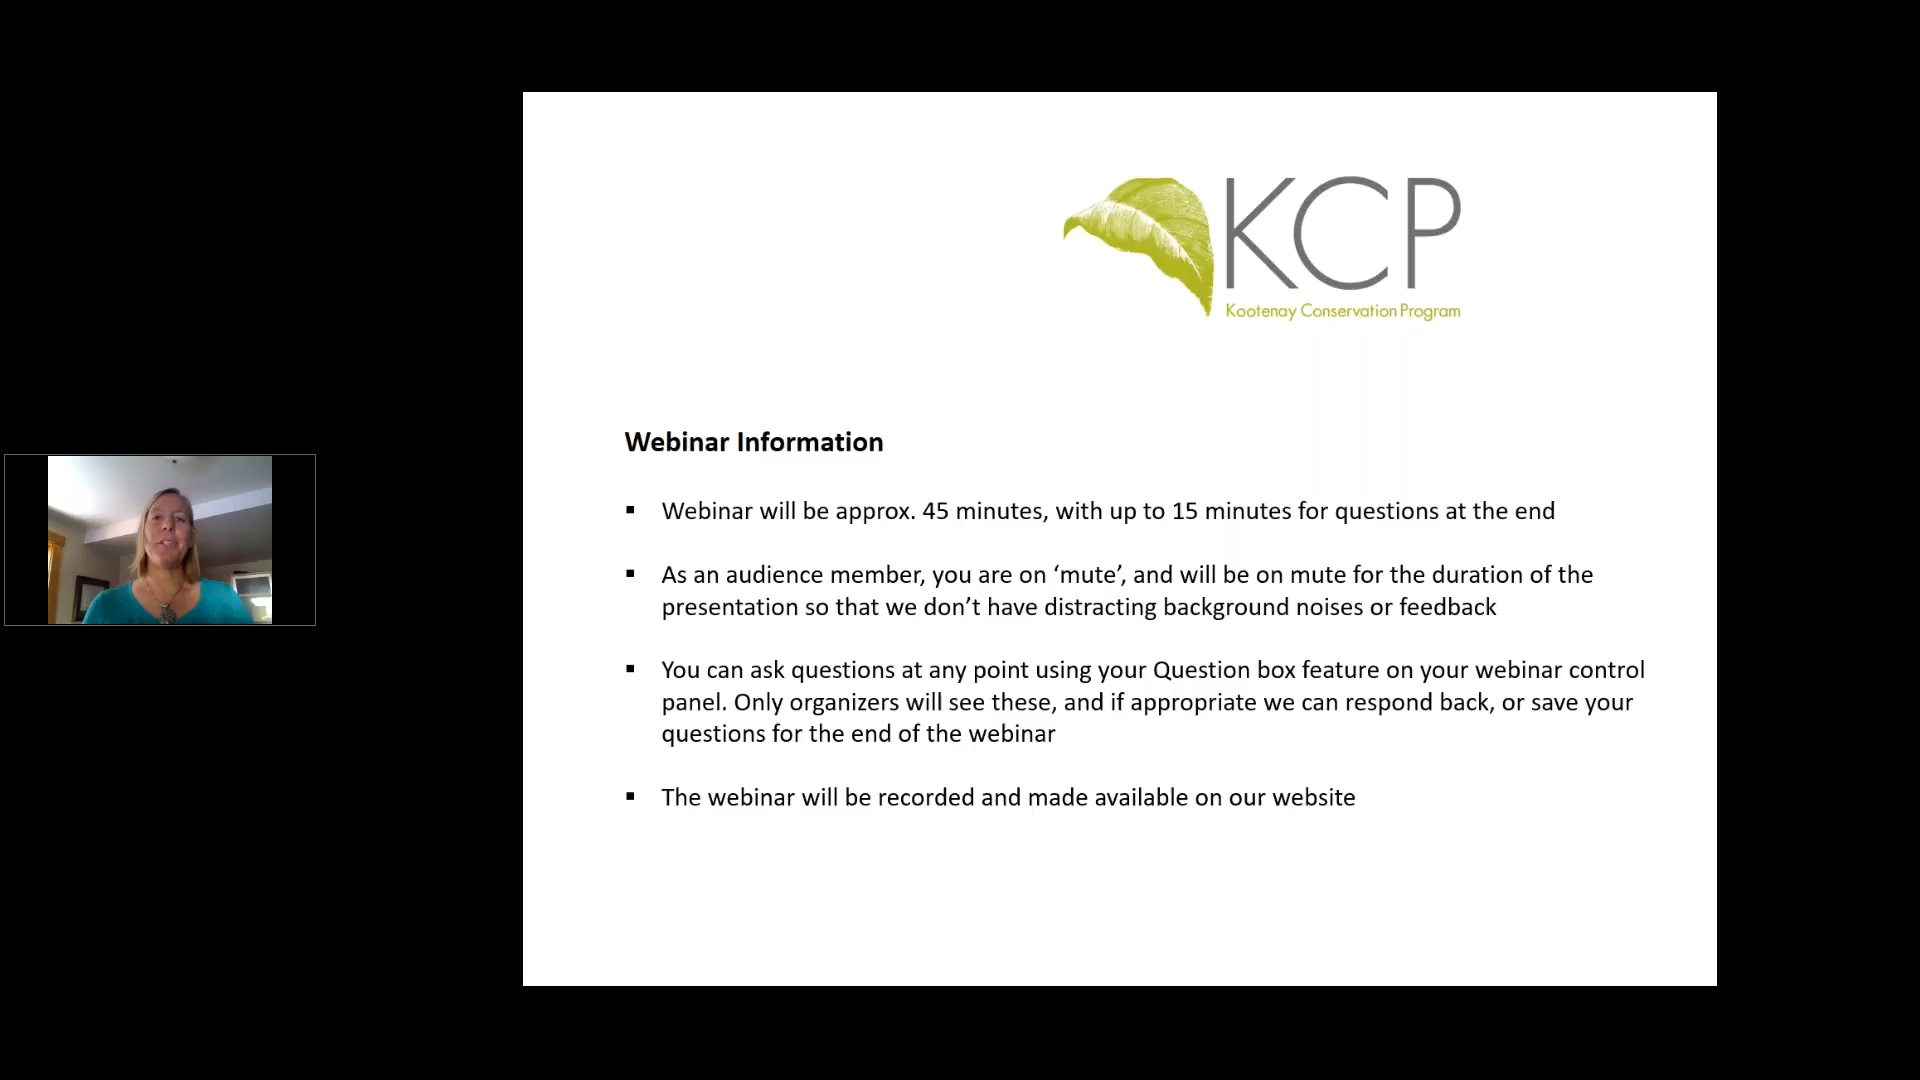 KCP
Kootenay Conservation Program
Webinar Information
▪ Webinar will be approx. 45 minutes, with up to 15 minutes for questions at the end
▪ As an audience member, you are on ‘mute’, and will be on mute for the duration of the
presentation so that we don’t have distracting background noises or feedback
▪ You can ask questions at any point using your Question box feature on your webinar control
panel. Only organizers will see these, and if appropriate we can respond back, or save your
questions for the end of the webinar
▪ The webinar will be recorded and made available on our website